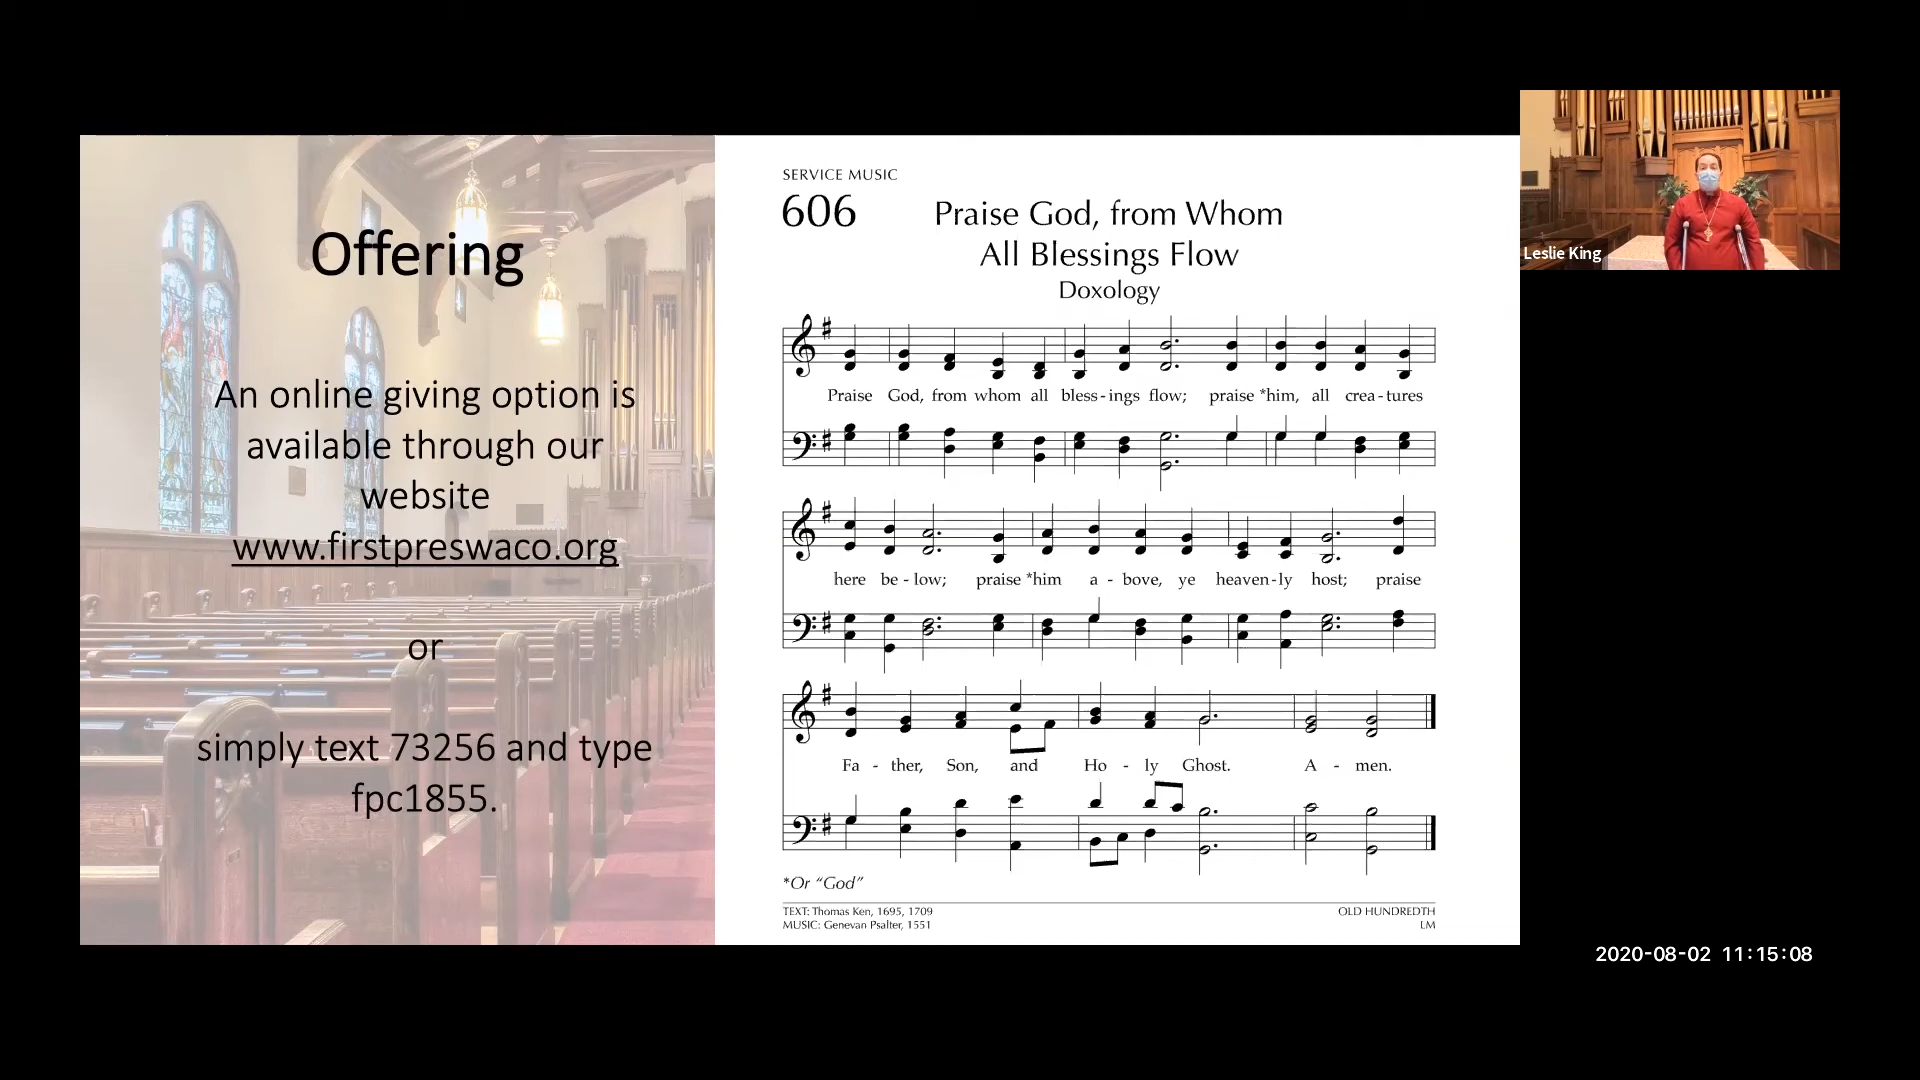 Offering
An online giving option is
available through our
website
www.firstpreswaco.org
or
simply text 73256 and type
fpc1855.
SERVICE MUSIC
606
Praise God, from Whom
All Blessings Flow
Doxology
Praise God, from whom all bless - ings flow; praise *him, all crea - tures
here be - low; praise *him a - bove, ye heaven - ly host; praise
Fa - ther, Son, and Ho - ly Ghost. A - men.
*Or “God”
TEXT: Thomas Ken, 1695, 1709
MUSIC: Genevan Psalter, 1551
OLD HUNDREDTH
LM
Leslie King
2020-08-02 11:15:08